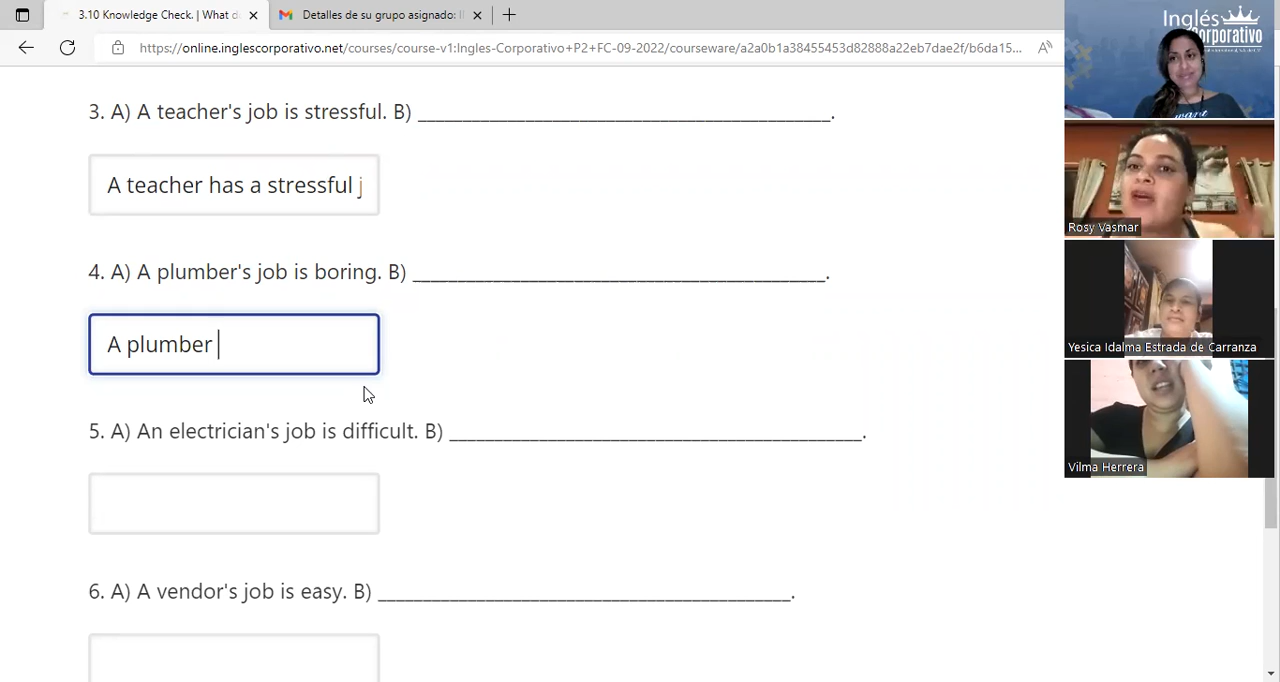 3.10 Knowledge Check. | What d
Detalles de su grupo asignado: I
https://online.inglescorporativo.net/courses/course-v1:Ingles-Corporativo+P2+FC-09-2022/courseware/a2a0b1a38455453d82888a22eb7dae2f/b6da15...
3. A) A teacher's job is stressful. B) ________________________________________.
A teacher has a stressful j
4. A) A plumber's job is boring. B) ________________________________________.
A plumber
5. A) An electrician's job is difficult. B) ________________________________________.
6. A) A vendor's job is easy. B) ________________________________________.
Inglés
Corporativo
Rosy Vasmar
Yesica Idalma Estrada de Carranza
Vilma Herrera